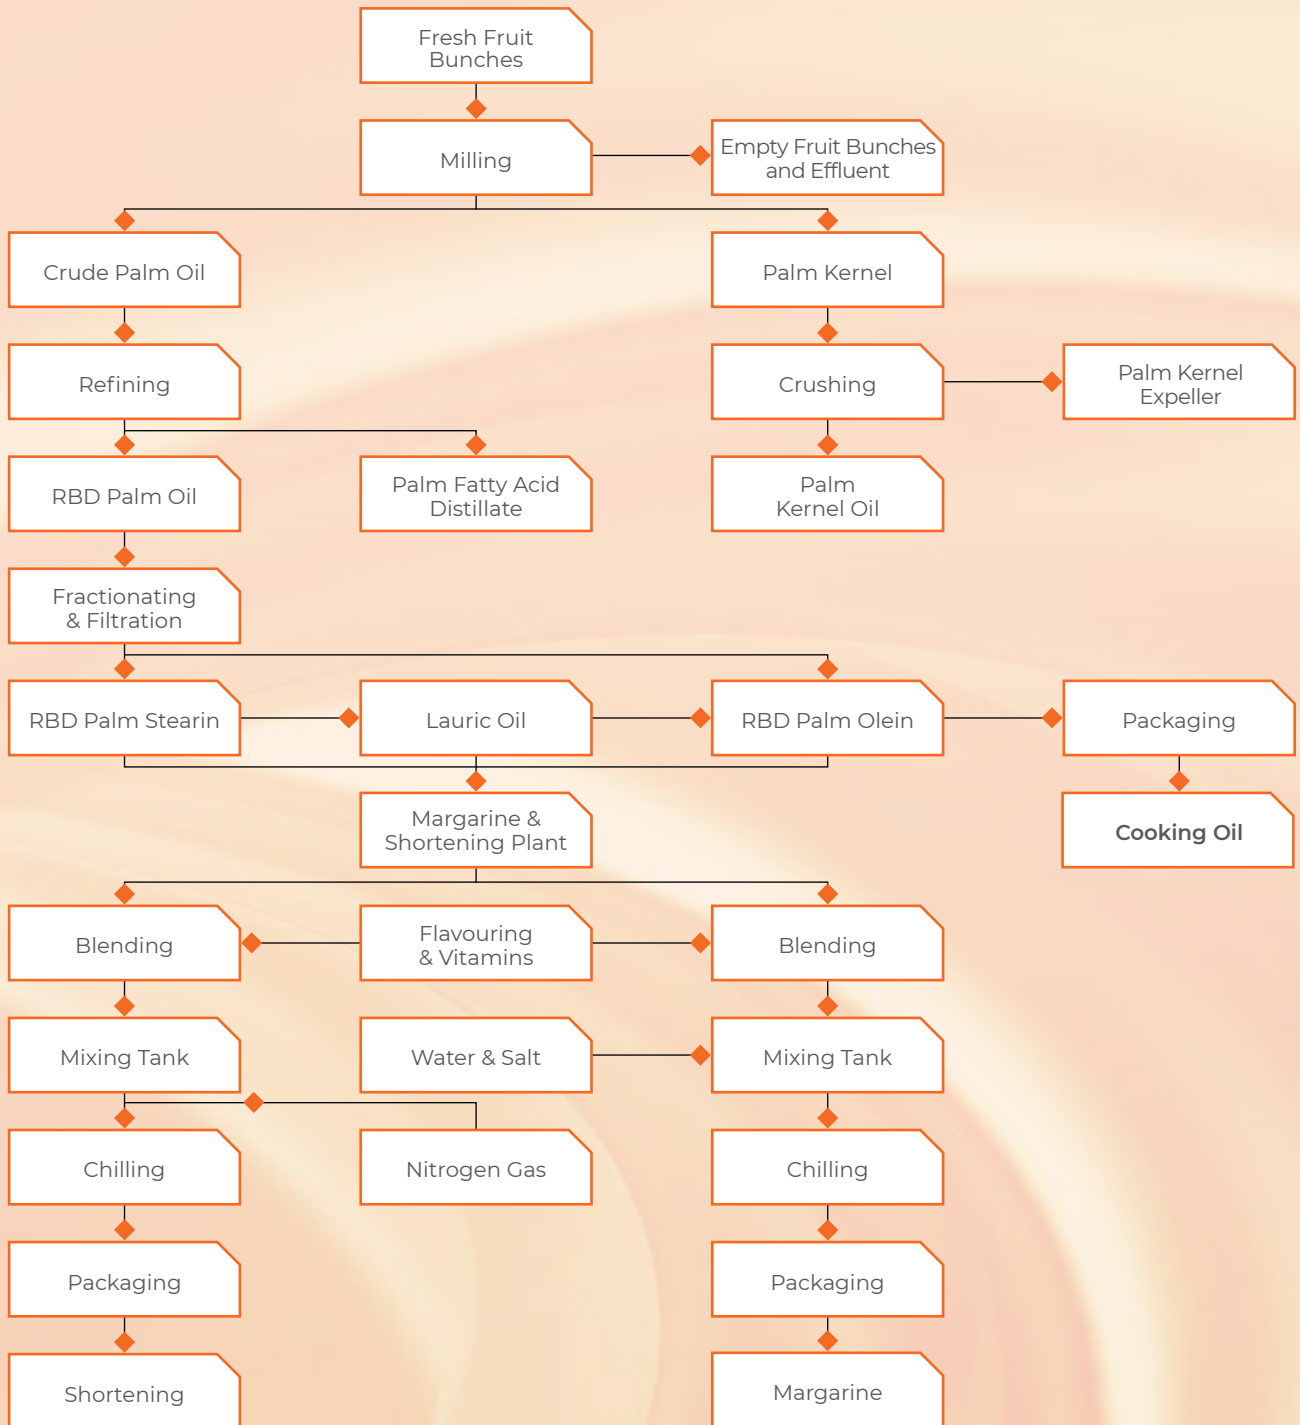 Fresh Fruit
Bunches
Milling
Empty Fruit Bunches
and Effluent
Crude Palm Oil
Palm Kernel
Refining
Crushing
Palm Kernel
Expeller
RBD Palm Oil
Palm Fatty Acid
Distillate
Palm
Kernel Oil
Fractionating
& Filtration
RBD Palm Stearin
Lauric Oil
RBD Palm Olein
Packaging
Margarine &
Shortening Plant
Cooking Oil
Blending
Flavouring
& Vitamins
Blending
Mixing Tank
Water & Salt
Mixing Tank
Chilling
Nitrogen Gas
Chilling
Packaging
Packaging
Shortening
Margarine